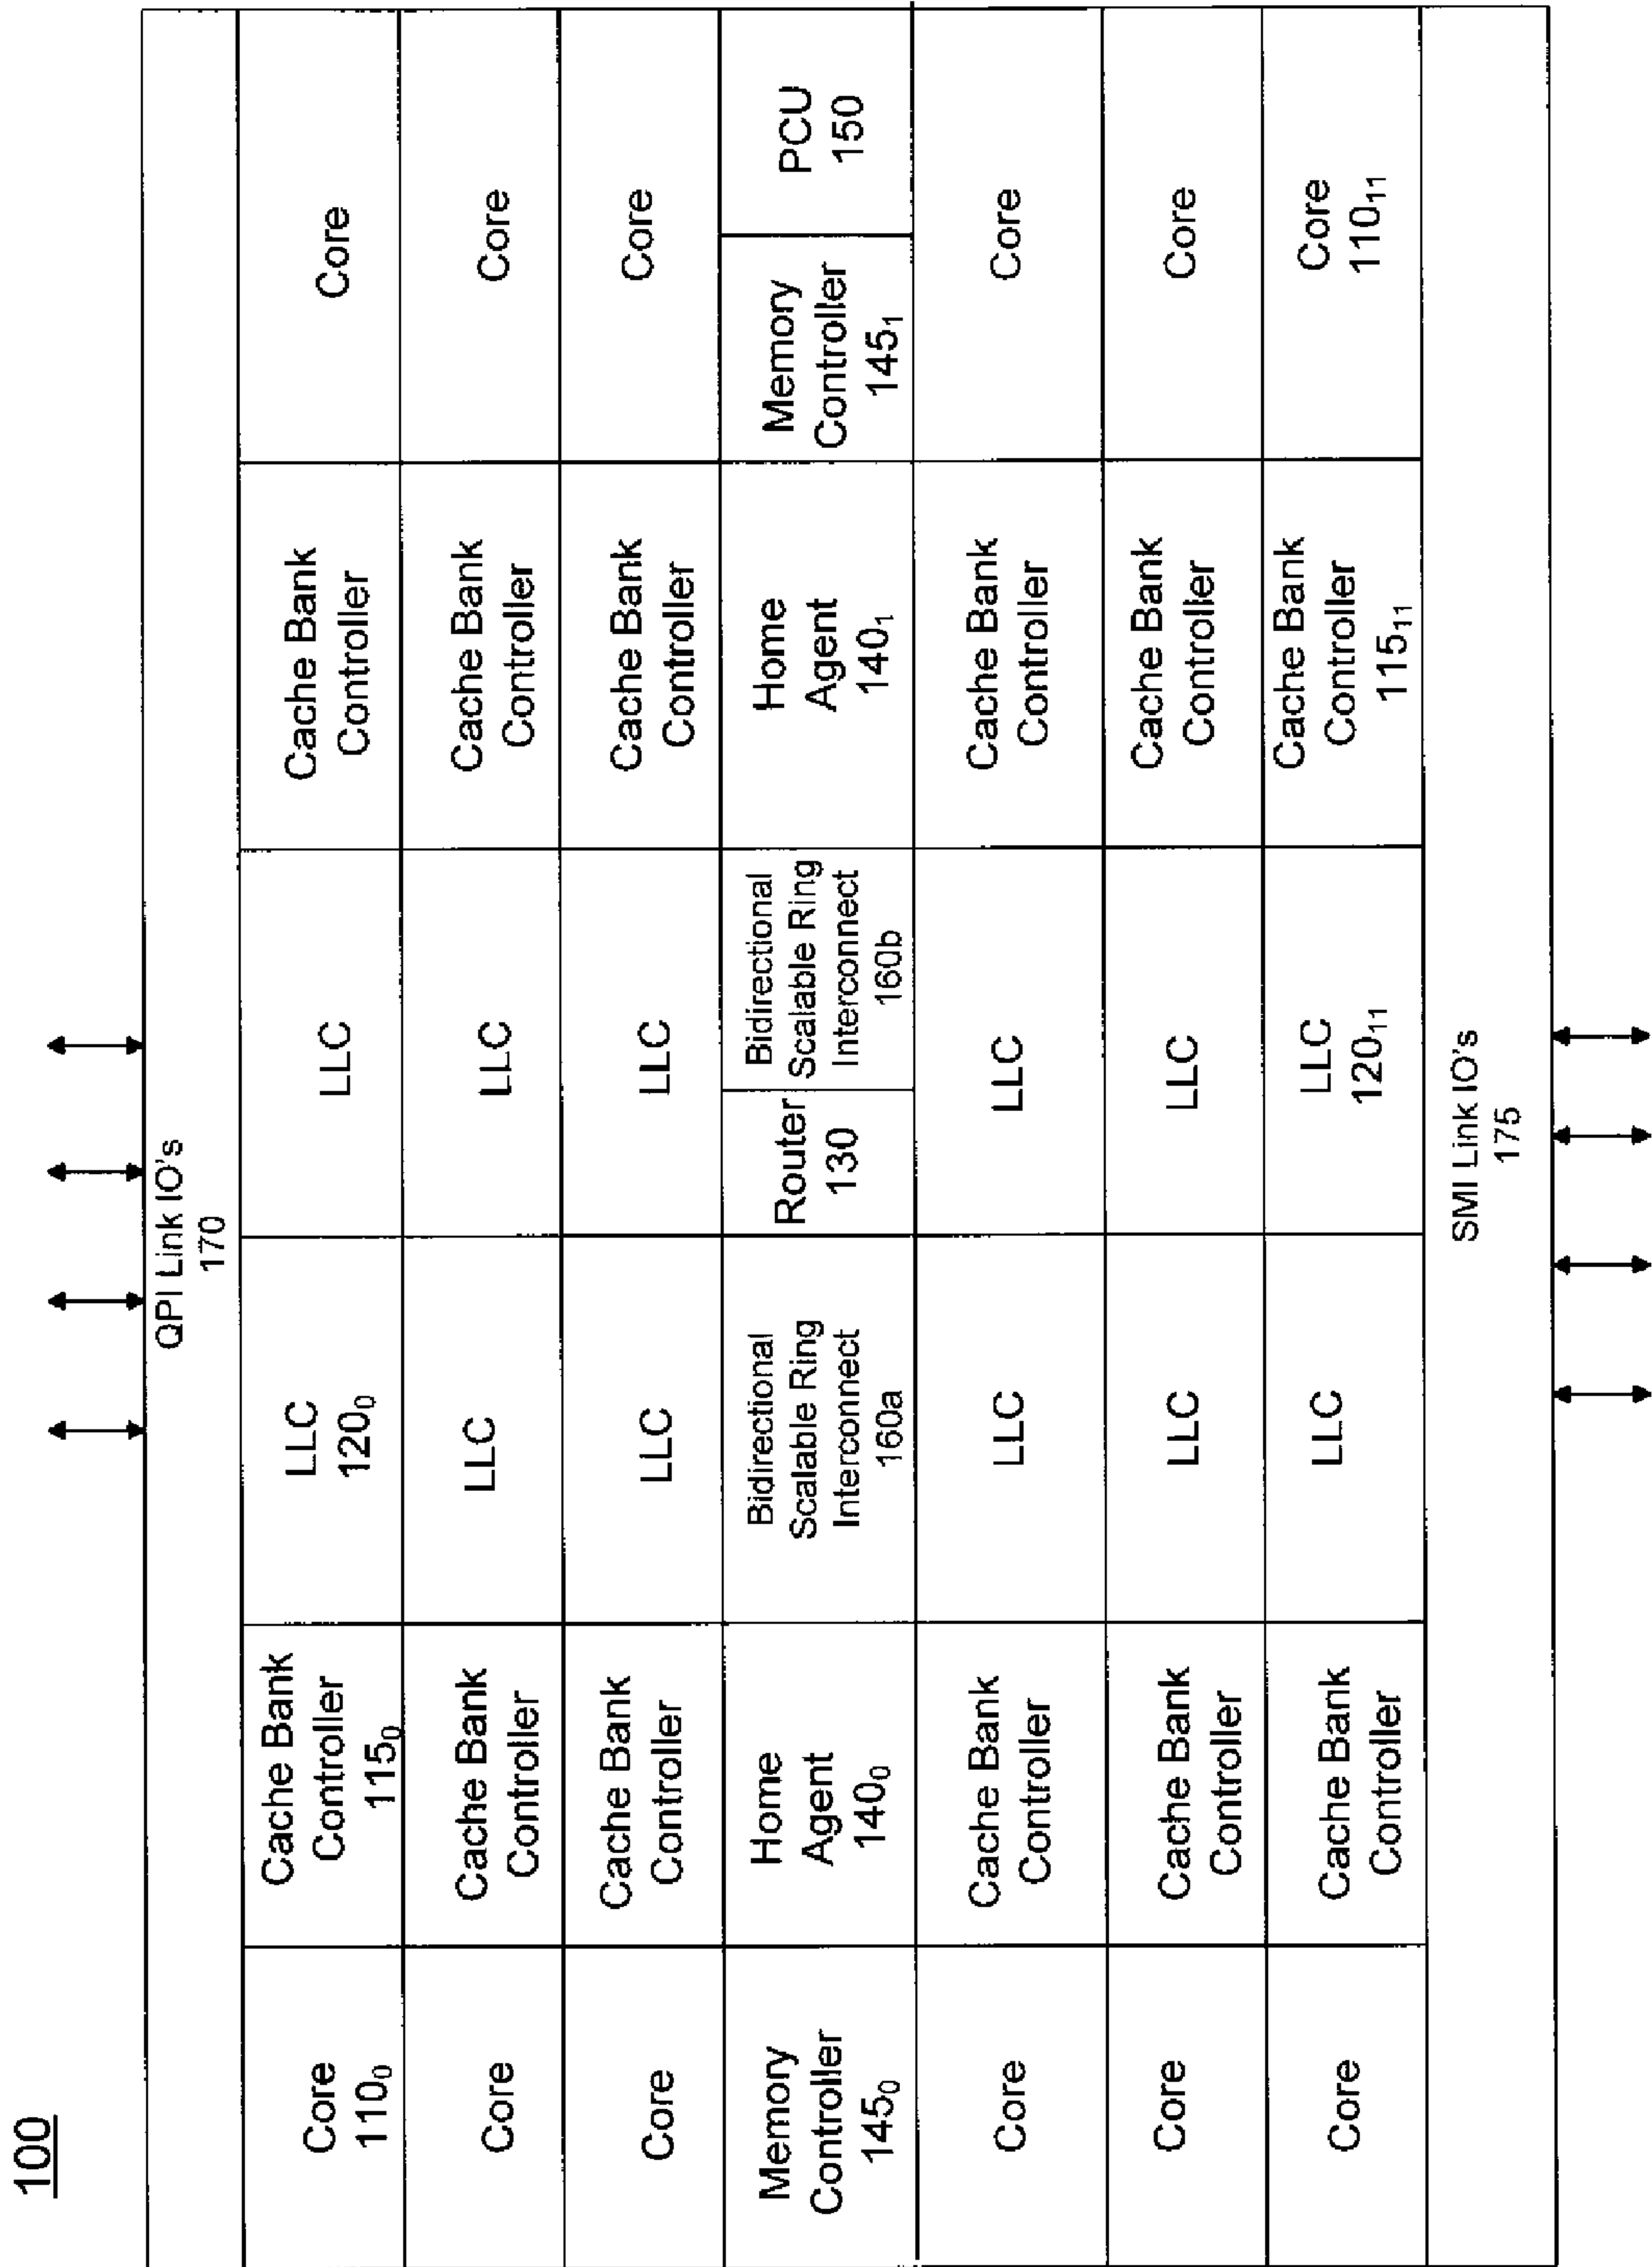 100
QPI Link IO's
170
Core
110₀
Cache Bank
Controller
115₀
LLC
120₀
LLC
Cache Bank
Controller
Core
Core
Cache Bank
Controller
LLC
LLC
Cache Bank
Controller
Core
Core
Cache Bank
Controller
LLC
LLC
Cache Bank
Controller
Core
Memory
Controller
145₀
Home
Agent
140₀
Bidirectional
Scalable Ring
Interconnect
160a
Router
130
Bidirectional
Scalable Ring
Interconnect
160b
Home
Agent
140₁
Memory
Controller
145₁
PCU
150
Core
Cache Bank
Controller
LLC
LLC
Cache Bank
Controller
Core
Core
Cache Bank
Controller
LLC
LLC
Cache Bank
Controller
Core
Core
Cache Bank
Controller
LLC
LLC
120₁₁
Cache Bank
Controller
115₁₁
Core
110₁₁
SMI Link IO's
175